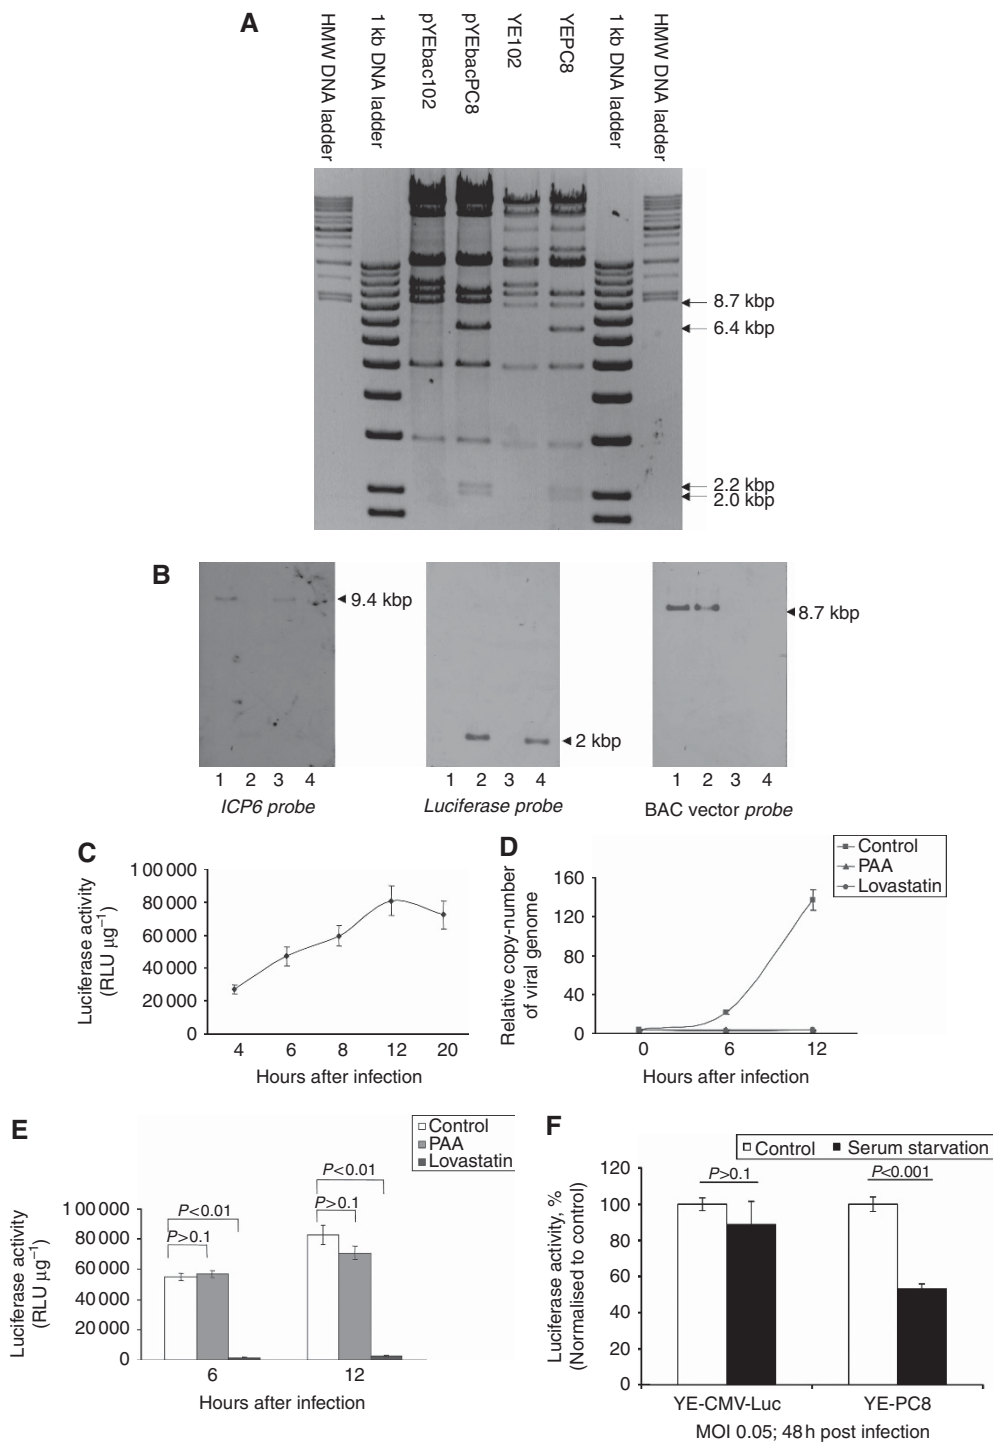 A
HMW DNA ladder
1 kb DNA ladder
pYEbac102
pYEbacPC8
YE102
YEPC8
1 kb DNA ladder
HMW DNA ladder
8.7 kbp
6.4 kbp
2.2 kbp
2.0 kbp
B
9.4 kbp
1 2 3 4
ICP6 probe
2 kbp
1 2 3 4
Luciferase probe
8.7 kbp
1 2 3 4
BAC vector probe
C
Luciferase activity
(RLU µg⁻¹)
100 000
80 000
60 000
40 000
20 000
0
4 6 8 12 20
Hours after infection
D
Control
PAA
Lovastatin
Relative copy-number
of viral genome
160
120
80
40
0
0 6 12
Hours after infection
E
Control
PAA
Lovastatin
Luciferase activity
(RLU µg⁻¹)
100 000
80 000
60 000
40 000
20 000
0
P<0.01
P>0.1
P<0.01
P>0.1
6 12
Hours after infection
F
Control Serum starvation
Luciferase activity, %
(Normalised to control)
120
100
80
60
40
20
0
P>0.1
P<0.001
YE-CMV-Luc YE-PC8
MOI 0.05; 48 h post infection